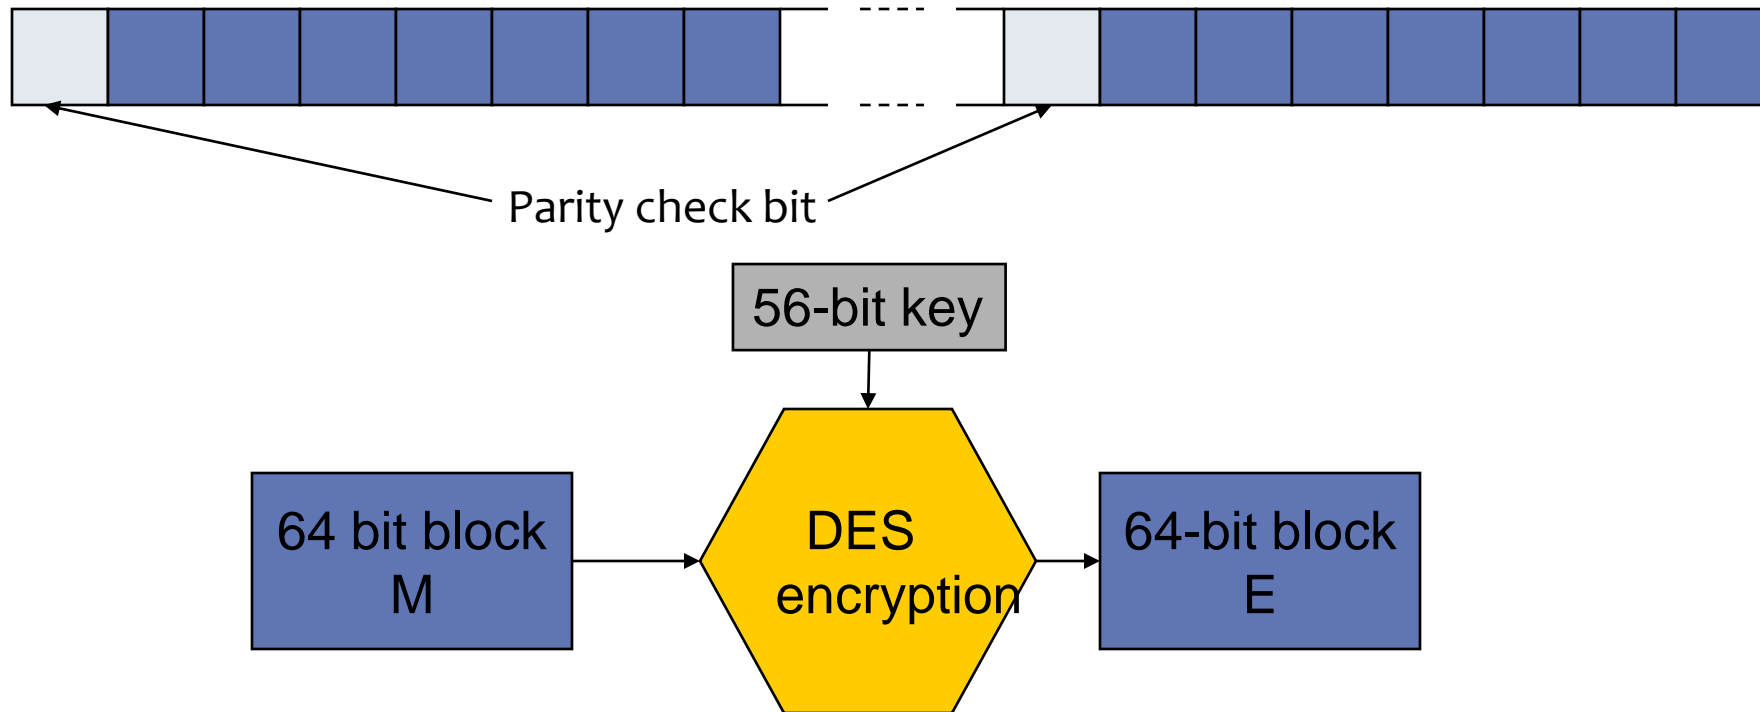 Parity check bit
56-bit key
64 bit block
M
DES
encryption
64-bit block
E